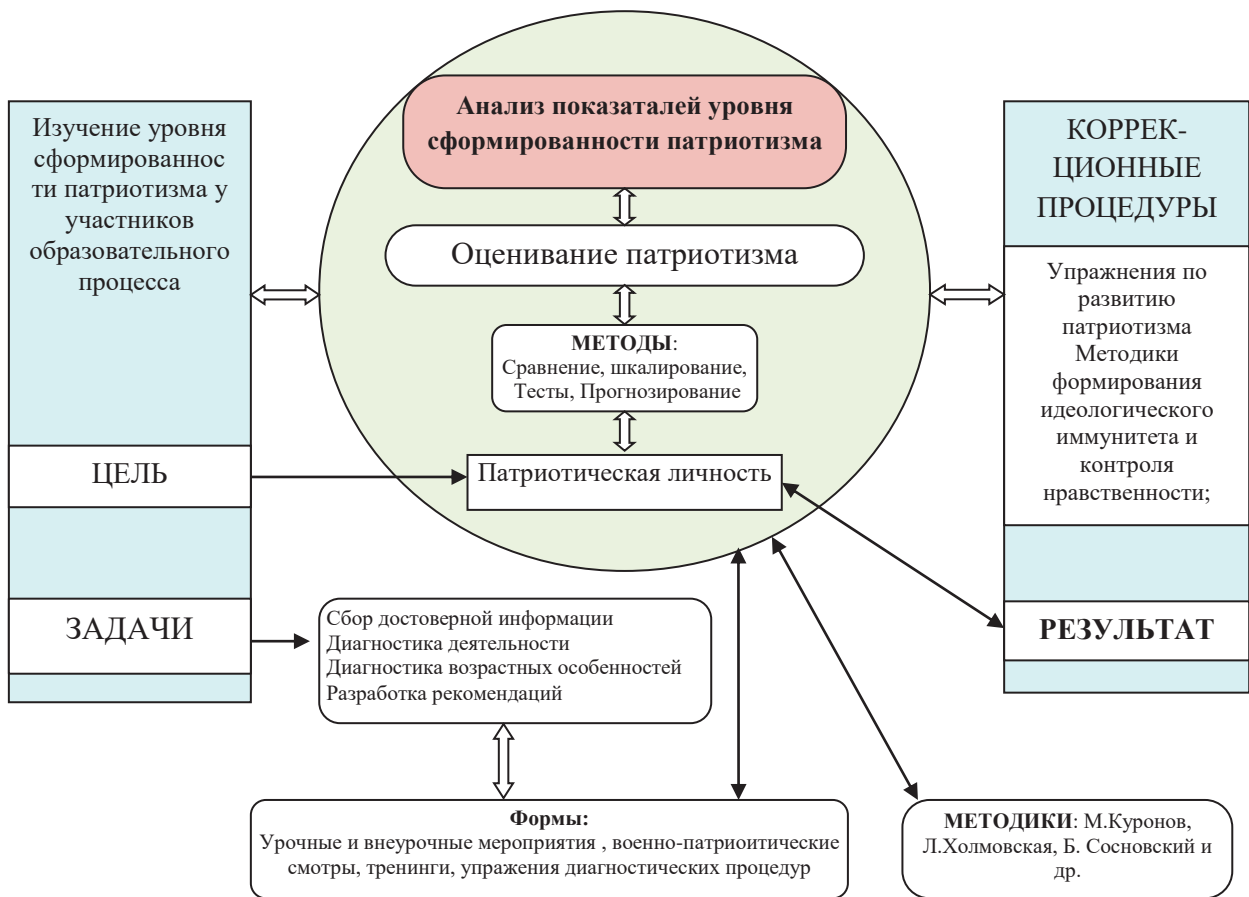 Изучение уровня
сформированнос
ти патриотизма у
участников
образовательного
процесса
ЦЕЛЬ
ЗАДАЧИ
Анализ показаталей уровня
сформированности патриотизма
Оценивание патриотизма
МЕТОДЫ:
Сравнение, шкалирование,
Тесты, Прогнозирование
Патриотическая личность
КОРРЕК-
ЦИОННЫЕ
ПРОЦЕДУРЫ
Упражнения по
развитию
патриотизма
Методики
формирования
идеологического
иммунитета и
контроля
нравственности;
РЕЗУЛЬТАТ
Сбор достоверной информации
Диагностика деятельности
Диагностика возрастных особенностей
Разработка рекомендаций
Формы:
Урочные и внеурочные мероприятия , военно-патриоитические
смотры, тренинги, упражения диагностических процедур
МЕТОДИКИ: М.Куронов,
Л.Холмовская, Б. Сосновский и
др.